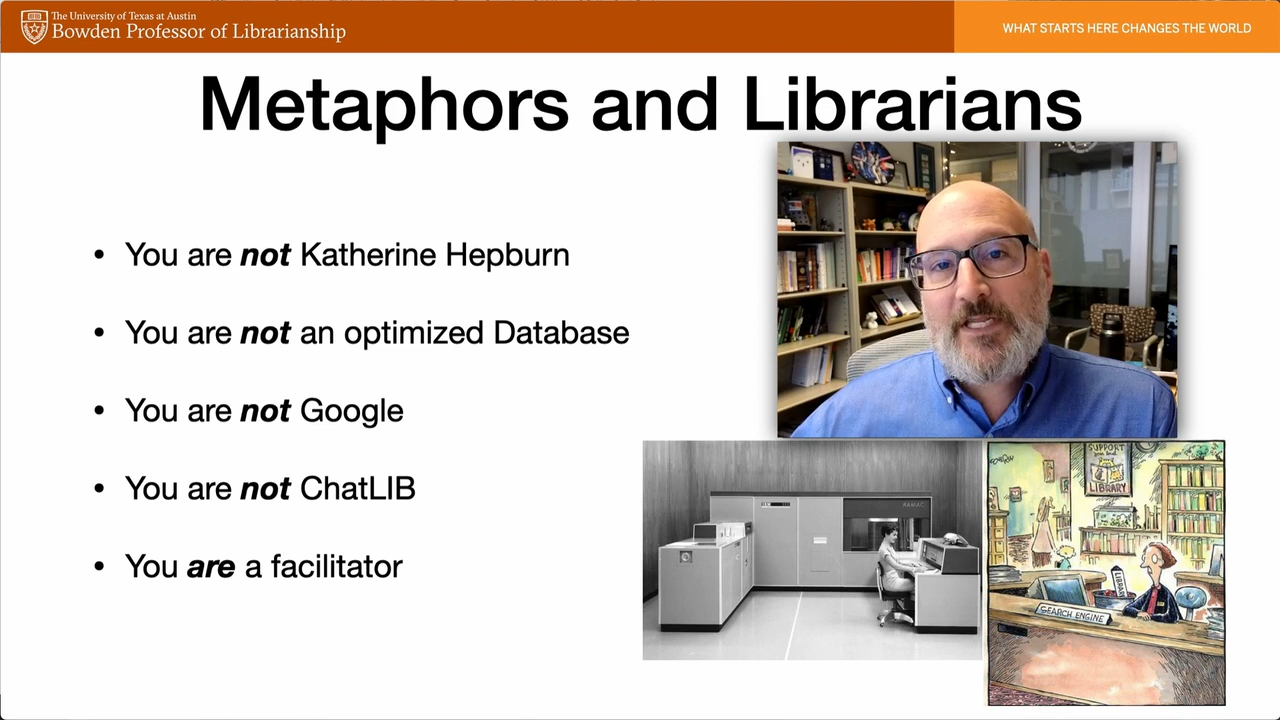 The University of Texas at Austin
Bowden Professor of Librarianship
WHAT STARTS HERE CHANGES THE WORLD
Metaphors and Librarians
• You are not Katherine Hepburn
• You are not an optimized Database
• You are not Google
• You are not ChatLIB
• You are a facilitator
RAMAC
SUPPORT
LIBRARY
SEARCH ENGINE